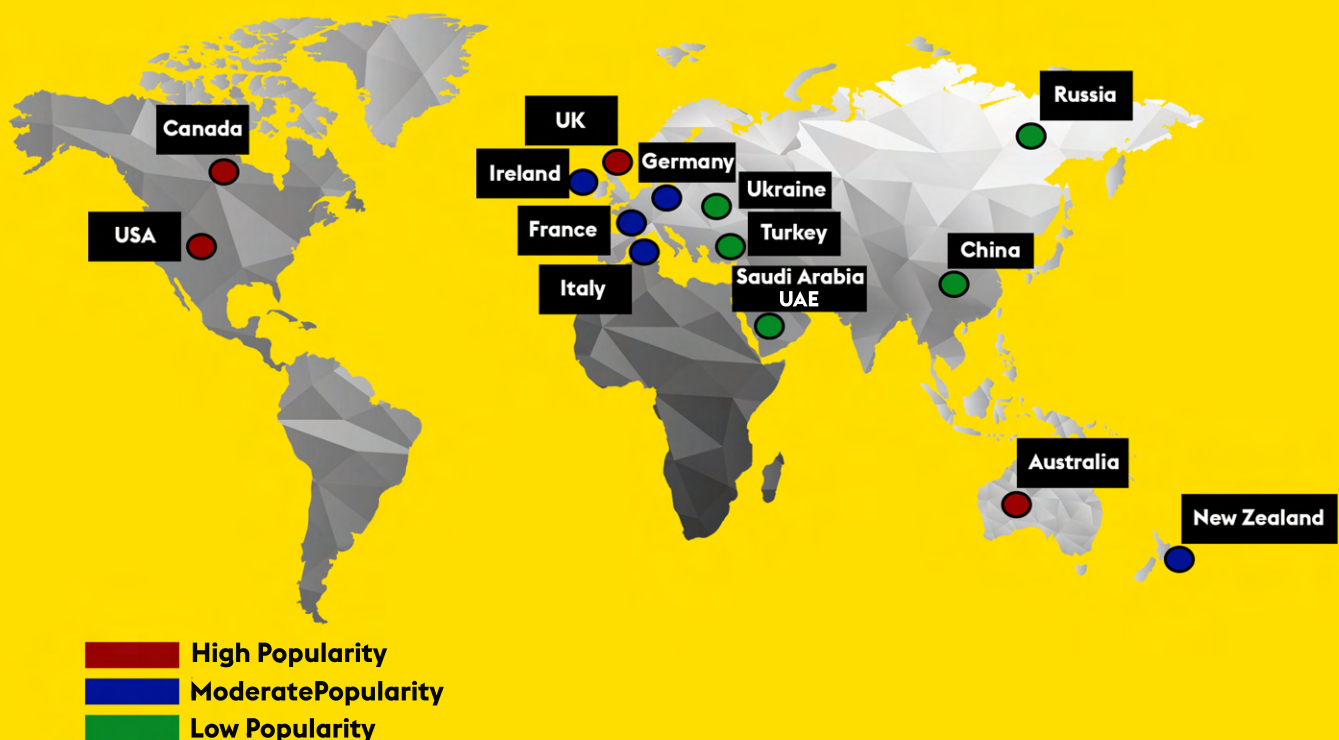 Canada
USA
UK
Ireland
Germany
Ukraine
France
Turkey
Italy
Saudi Arabia
UAE
Russia
China
Australia
New Zealand
High Popularity
ModeratePopularity
Low Popularity